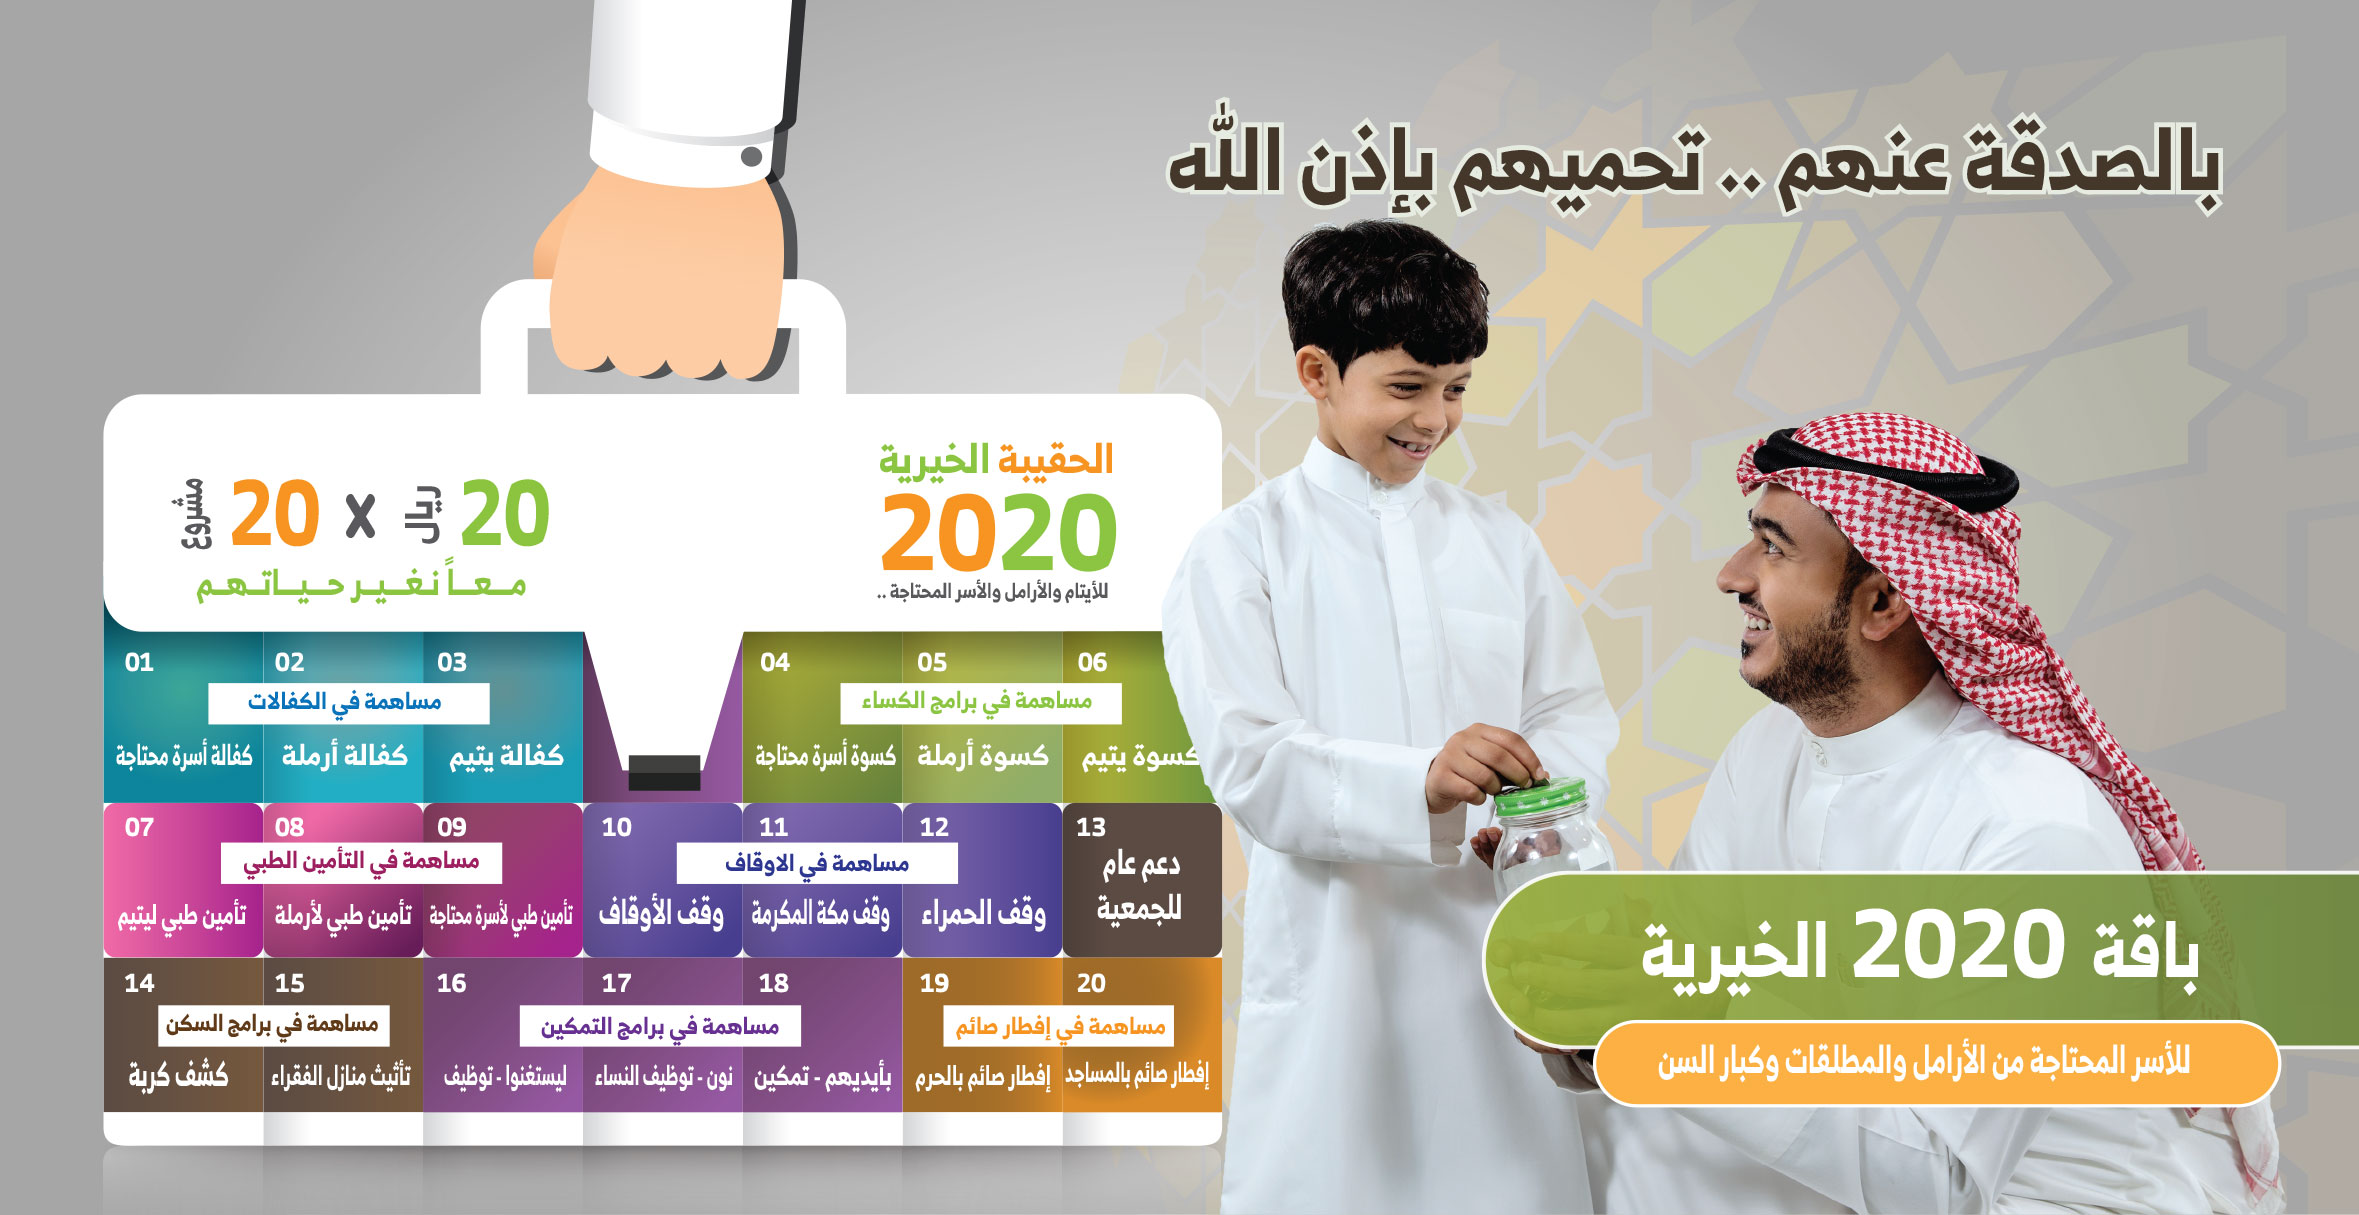 بالصدقة عنهم .. تحميهم بإذن الله
الحقيبة الخيرية
2020
للأيتام والأرامل والأسر المحتاجة ..
20 ريال x 20 مشروع
معاً نغير حياتهم
01 02 03
مساهمة في الكفالات
كفالة أسرة محتاجة
كفالة أرملة
كفالة يتيم
04 05 06
مساهمة في برامج الكساء
كسوة أسرة محتاجة
كسوة أرملة
كسوة يتيم
07 08 09
مساهمة في التأمين الطبي
تأمين طبي ليتيم
تأمين طبي لأرملة
تأمين طبي لأسرة محتاجة
10 11 12
مساهمة في الاوقاف
وقف الأوقاف
وقف مكة المكرمة
وقف الحمراء
13
دعم عام
للجمعية
14 15
مساهمة في برامج السكن
كشف كربة
تأثيث منازل الفقراء
16 17 18
مساهمة في برامج التمكين
ليستغنوا - توظيف
نون - توظيف النساء
بأيديهم - تمكين
19 20
مساهمة في إفطار صائم
إفطار صائم بالحرم
إفطار صائم بالمساجد
باقة 2020 الخيرية
للأسر المحتاجة من الأرامل والمطلقات وكبار السن